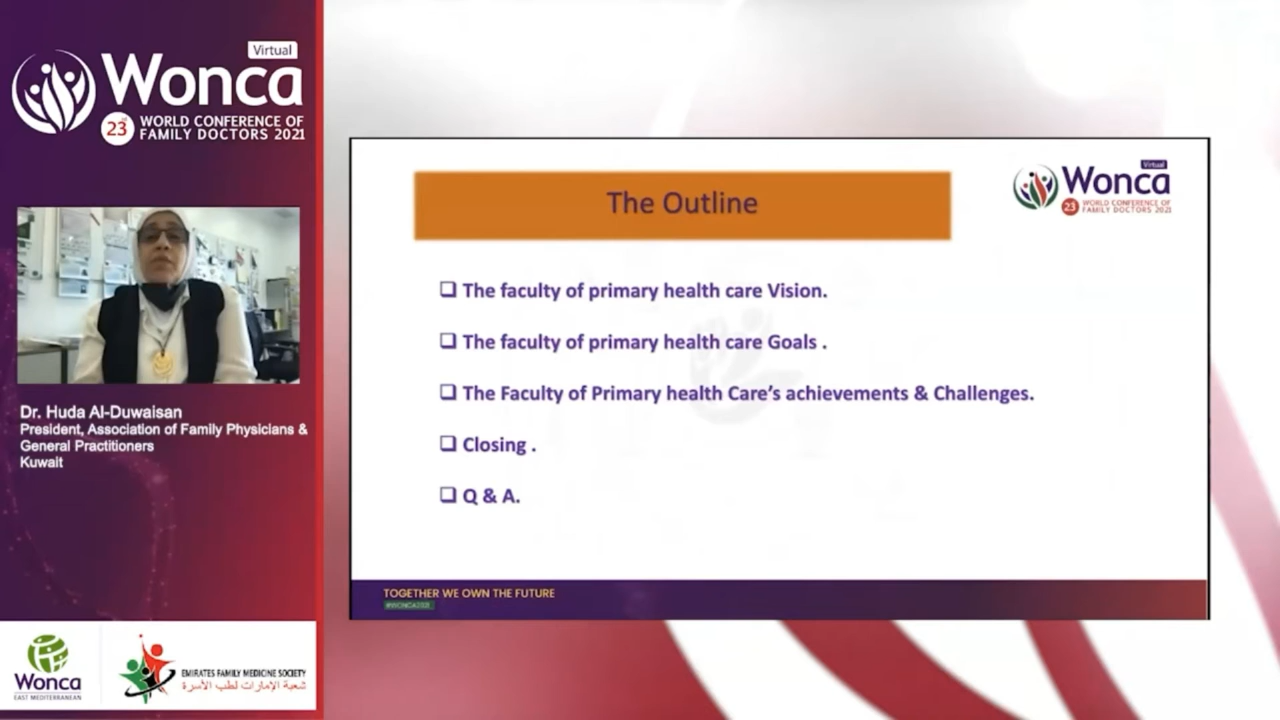 Virtual
Wonca
23rd
WORLD CONFERENCE OF
FAMILY DOCTORS 2021
Dr. Huda Al-Duwaisan
President, Association of Family Physicians &
General Practitioners
Kuwait
Wonca
EAST MEDITERRANEAN
EMIRATES FAMILY MEDICINE SOCIETY
شعبة الإمارات لطب الأسرة
The Outline
Virtual
Wonca
23
WORLD CONFERENCE OF
FAMILY DOCTORS 2021
❑ The faculty of primary health care Vision.
❑ The faculty of primary health care Goals .
❑ The Faculty of Primary health Care’s achievements & Challenges.
❑ Closing .
❑ Q & A.
TOGETHER WE OWN THE FUTURE
#WONCA2021